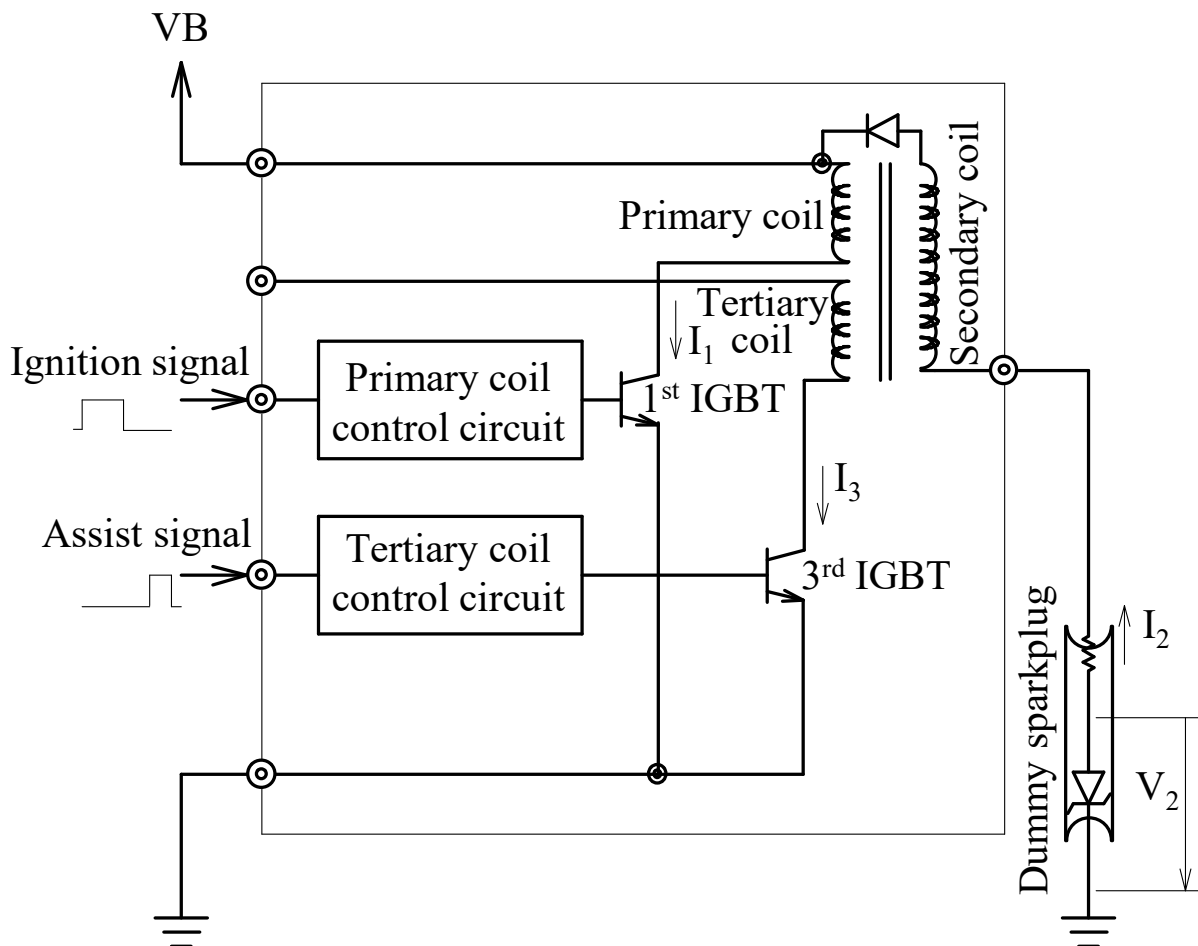 VB
Primary coil
Secondary coil
Tertiary
coil
I1
Ignition signal
Primary coil
control circuit
1st IGBT
I3
Assist signal
Tertiary coil
control circuit
3rd IGBT
Dummy sparkplug
I2
V2